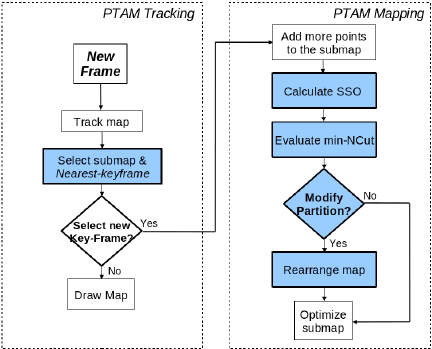 PTAM Tracking
New
Frame
Track map
Select submap &
Nearest-keyframe
Select new
Key-Frame?
Yes
No
Draw Map
PTAM Mapping
Add more points
to the submap
Calculate SSO
Evaluate min-NCut
Modify
Partition?
No
Yes
Rearrange map
Optimize
submap